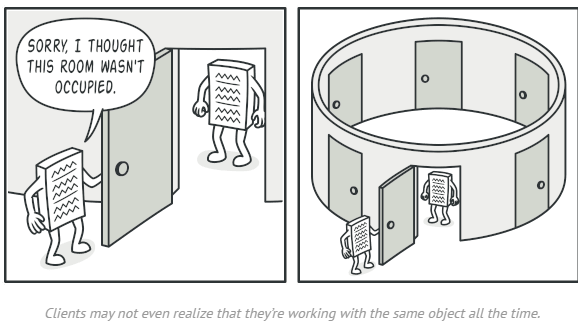 SORRY, I THOUGHT
THIS ROOM WASN'T
OCCUPIED.
Clients may not even realize that they're working with the same object all the time.